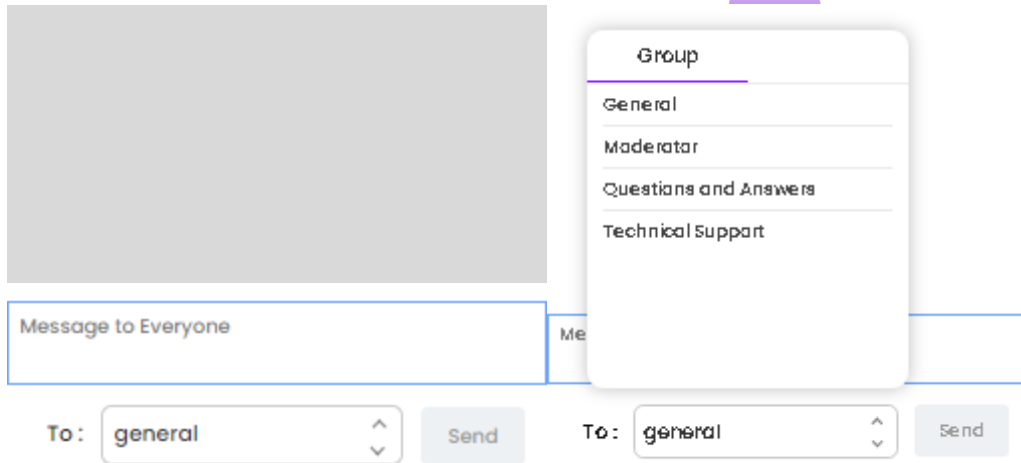 Message to Everyone
To: general Send
Group
General
Moderator
Questions and Answers
Technical Support
Me
To: general Send